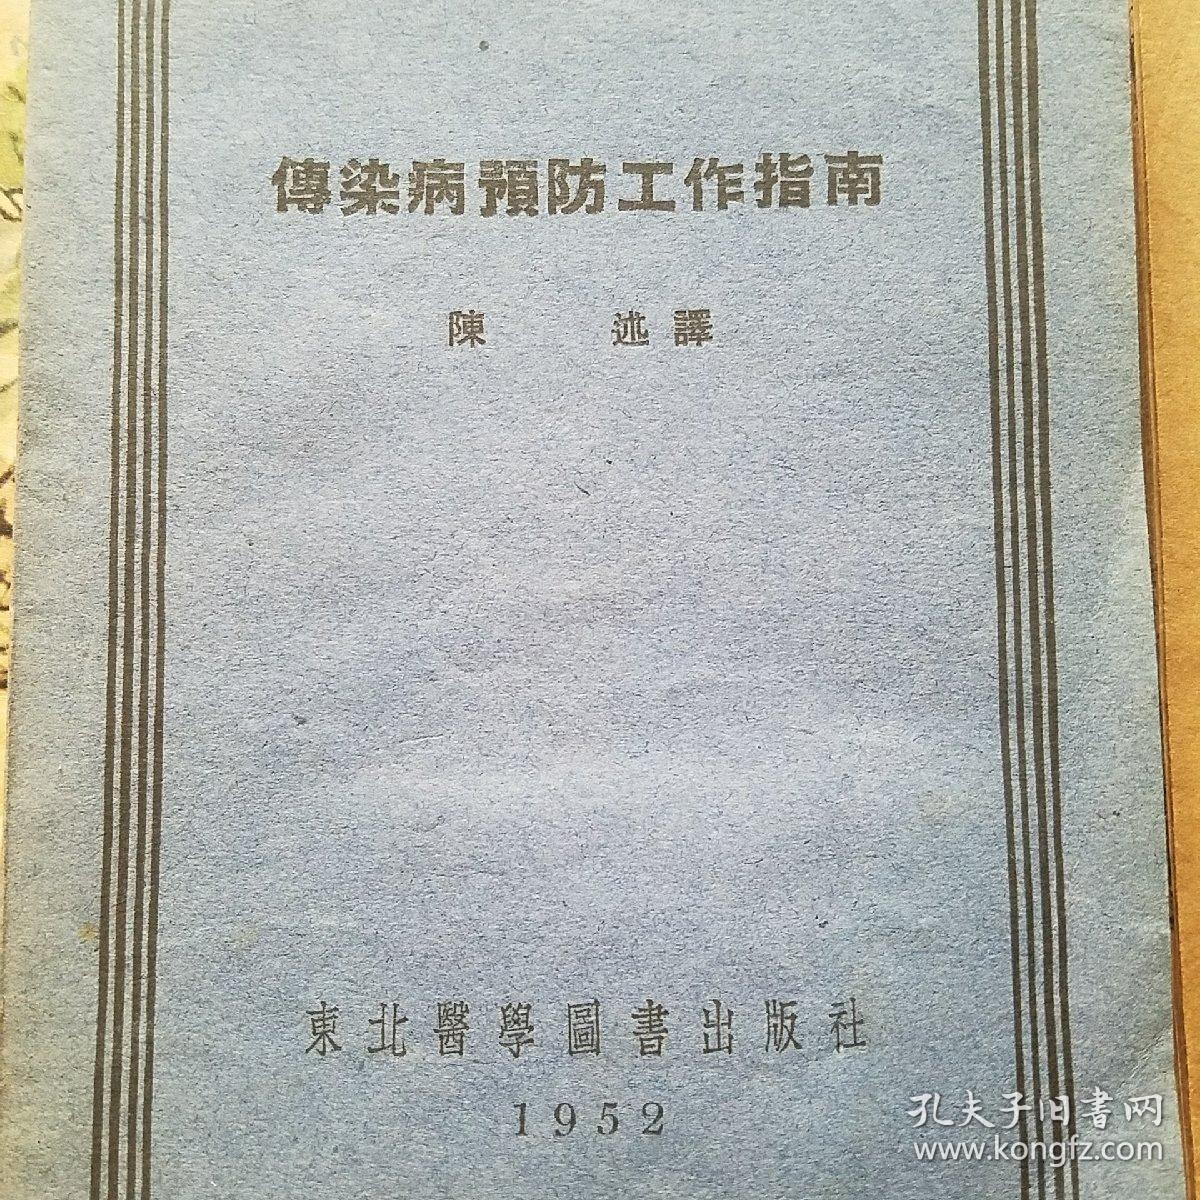 傳染病預防工作指南
陳 述譯
東北醫學圖書出版社
1952
孔夫子旧書网
www.kongfz.com